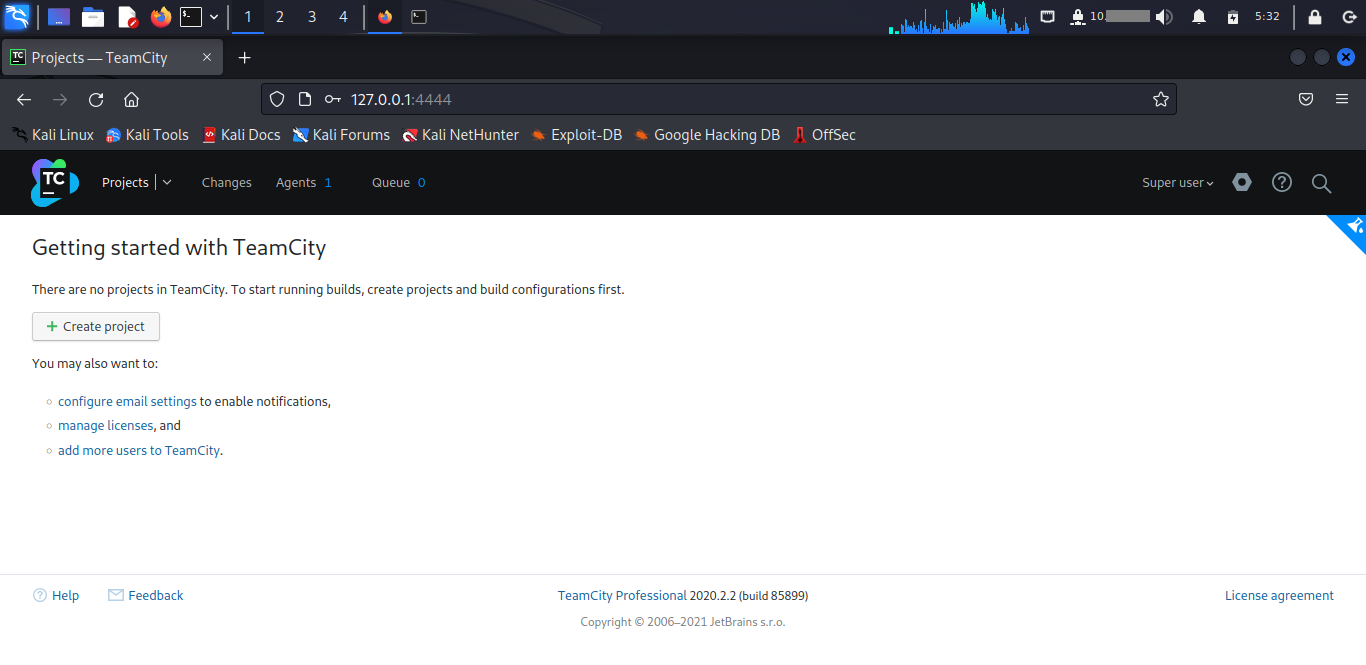 1 2 3 4 10. 5:32
TC Projects — TeamCity
127.0.0.1:4444
Kali Linux Kali Tools Kali Docs Kali Forums Kali NetHunter Exploit-DB Google Hacking DB OffSec
TC Projects Changes Agents 1 Queue 0 Super user
Getting started with TeamCity
There are no projects in TeamCity. To start running builds, create projects and build configurations first.
+ Create project
You may also want to:
configure email settings to enable notifications,
manage licenses, and
add more users to TeamCity.
Help Feedback TeamCity Professional 2020.2.2 (build 85899) License agreement
Copyright © 2006–2021 JetBrains s.r.o.